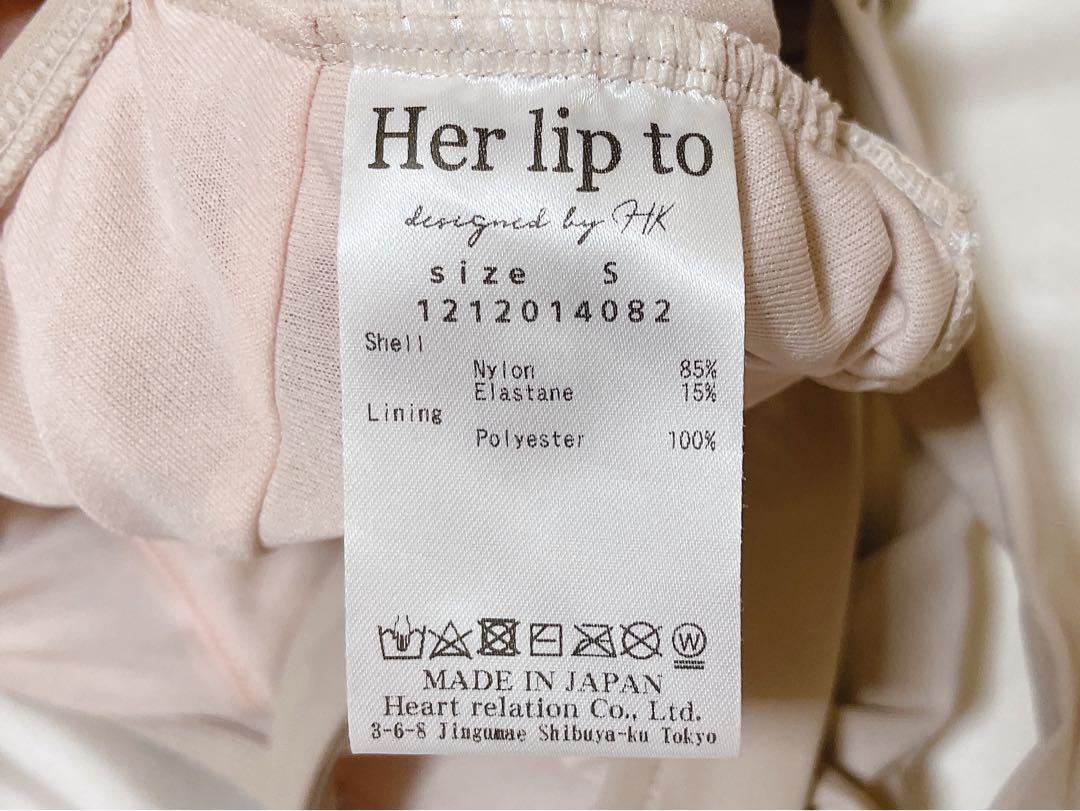 Her lip to
designed by HK
size S
1212014082
Shell
Nylon 85%
Elastane 15%
Lining
Polyester 100%
W
MADE IN JAPAN
Heart relation Co., Ltd.
3-6-8 Jingumae Shibuya-ku Tokyo